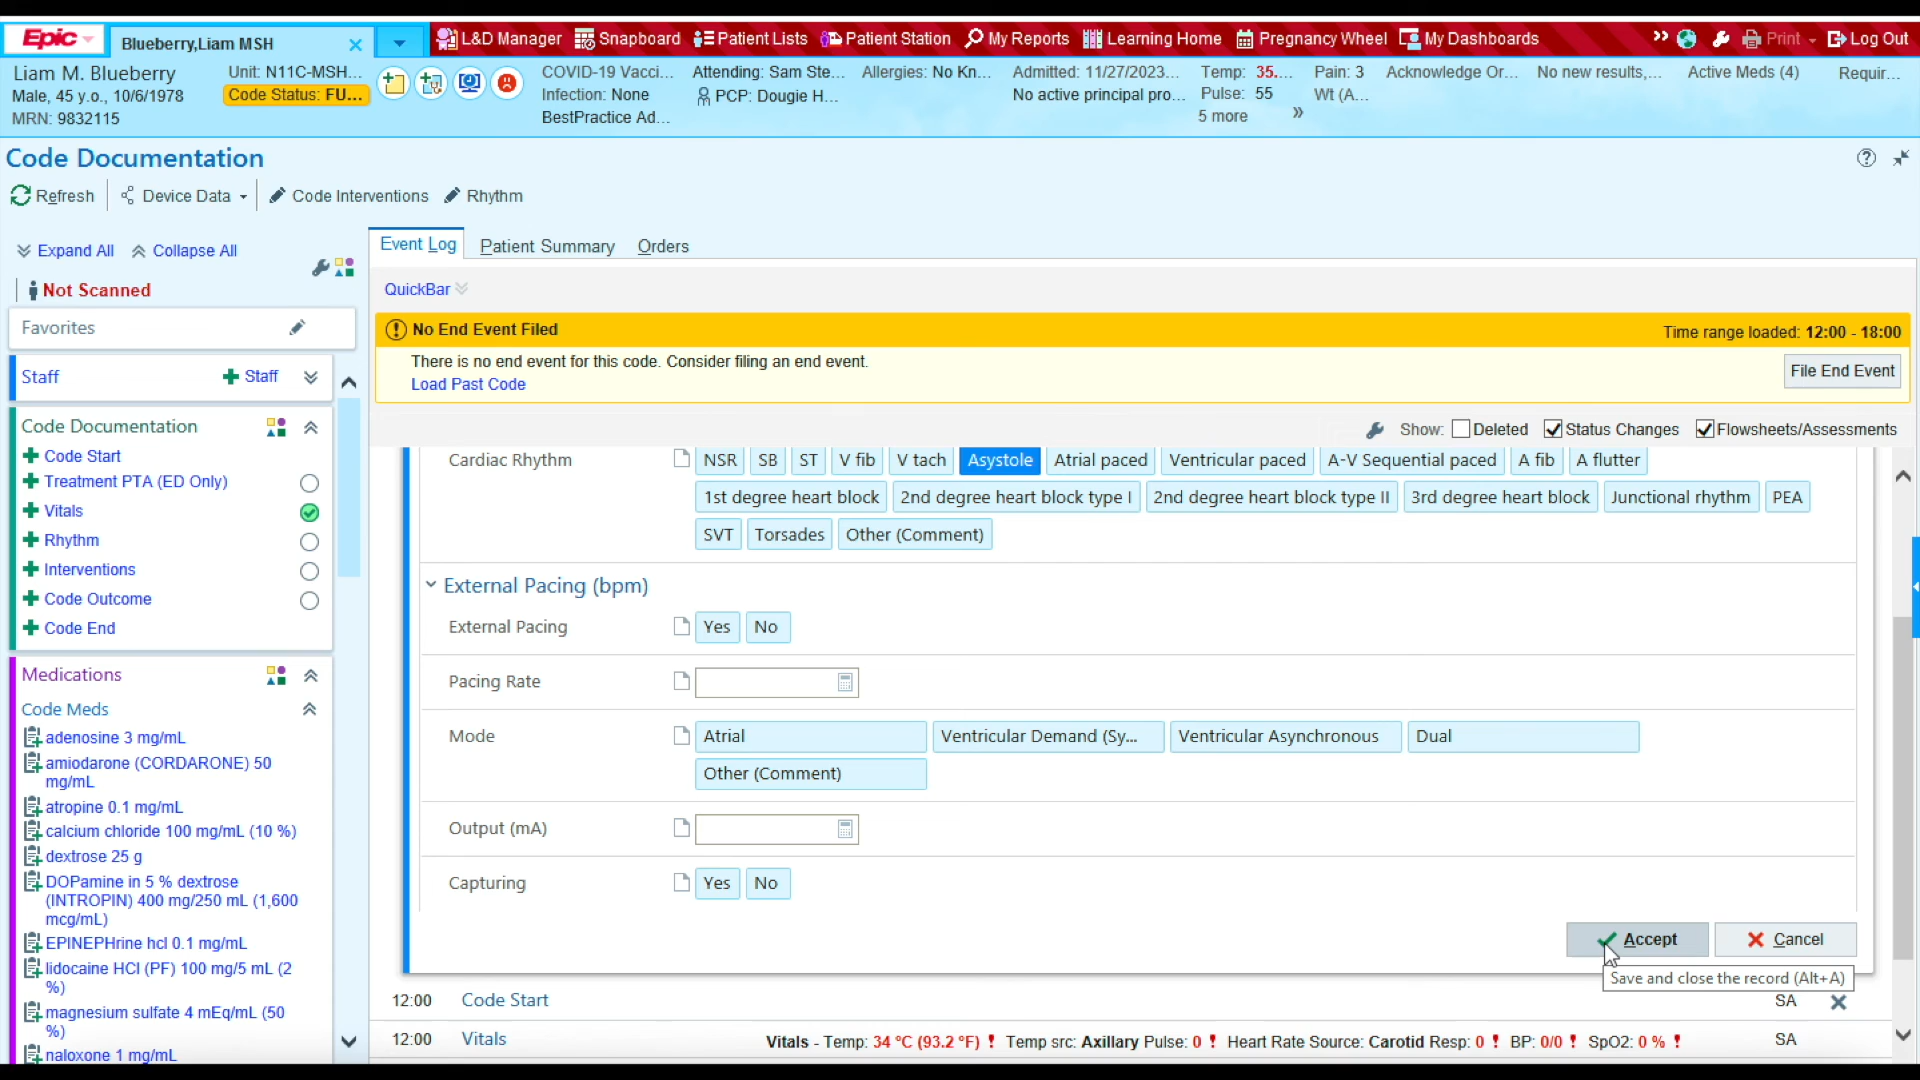 Epic
Blueberry,Liam MSH
L&D Manager
Snapboard
Patient Lists
Patient Station
My Reports
Learning Home
Pregnancy Wheel
My Dashboards
Print
Log Out
Liam M. Blueberry
Male, 45 y.o., 10/6/1978
MRN: 9832115
Unit: N11C-MSH...
Code Status: FU...
COVID-19 Vacci...
Infection: None
BestPractice Ad...
Attending: Sam Ste...
PCP: Dougie H...
Allergies: No Kn...
Admitted: 11/27/2023...
No active principal pro...
Temp: 35....
Pulse: 55
5 more
Pain: 3
Wt (A...
Acknowledge Or...
No new results,...
Active Meds (4)
Requir...
Code Documentation
Refresh
Device Data
Code Interventions
Rhythm
Expand All
Collapse All
Not Scanned
Favorites
Staff
Staff
Code Documentation
Code Start
Treatment PTA (ED Only)
Vitals
Rhythm
Interventions
Code Outcome
Code End
Medications
Code Meds
adenosine 3 mg/mL
amiodarone (CORDARONE) 50
mg/mL
atropine 0.1 mg/mL
calcium chloride 100 mg/mL (10 %)
dextrose 25 g
DOPamine in 5 % dextrose
(INTROPIN) 400 mg/250 mL (1,600
mcg/mL)
EPINEPHrine hcl 0.1 mg/mL
lidocaine HCl (PF) 100 mg/5 mL (2
%)
magnesium sulfate 4 mEq/mL (50
%)
naloxone 1 mg/mL
Event Log
Patient Summary
Orders
QuickBar
No End Event Filed
Time range loaded: 12:00 - 18:00
There is no end event for this code. Consider filing an end event.
Load Past Code
File End Event
Show: Deleted Status Changes Flowsheets/Assessments
Cardiac Rhythm NSR SB ST V fib V tach Asystole Atrial paced Ventricular paced A-V Sequential paced A fib A flutter
1st degree heart block 2nd degree heart block type I 2nd degree heart block type II 3rd degree heart block Junctional rhythm PEA
SVT Torsades Other (Comment)
External Pacing (bpm)
External Pacing Yes No
Pacing Rate
Mode Atrial Ventricular Demand (Sy... Ventricular Asynchronous Dual
Other (Comment)
Output (mA)
Capturing Yes No
Accept Cancel
Save and close the record (Alt+A)
12:00 Code Start SA
12:00 Vitals Vitals - Temp: 34 °C (93.2 °F) ! Temp src: Axillary Pulse: 0 ! Heart Rate Source: Carotid Resp: 0 ! BP: 0/0 ! SpO2: 0 % ! SA